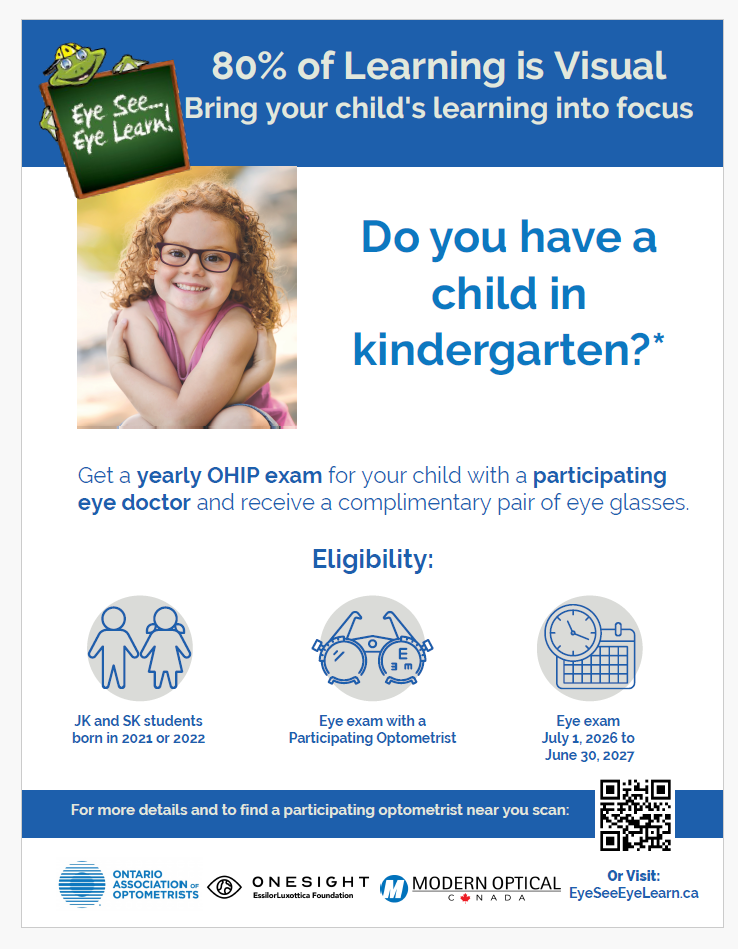 80% of Learning is Visual
Bring your child's learning into focus
Eye See...
Eye Learn!
Do you have a
child in
kindergarten?*
Get a yearly OHIP exam for your child with a participating
eye doctor and receive a complimentary pair of eye glasses.
Eligibility:
E
JK and SK students
born in 2021 or 2022
Eye exam with a
Participating Optometrist
Eye exam
July 1, 2026 to
June 30, 2027
For more details and to find a participating optometrist near you scan:
Or Visit:
EyeSeeEyeLearn.ca
ONTARIO
ASSOCIATION OF
OPTOMETRISTS
ONESIGHT
EssilorLuxottica Foundation
M MODERN OPTICAL
CANADA